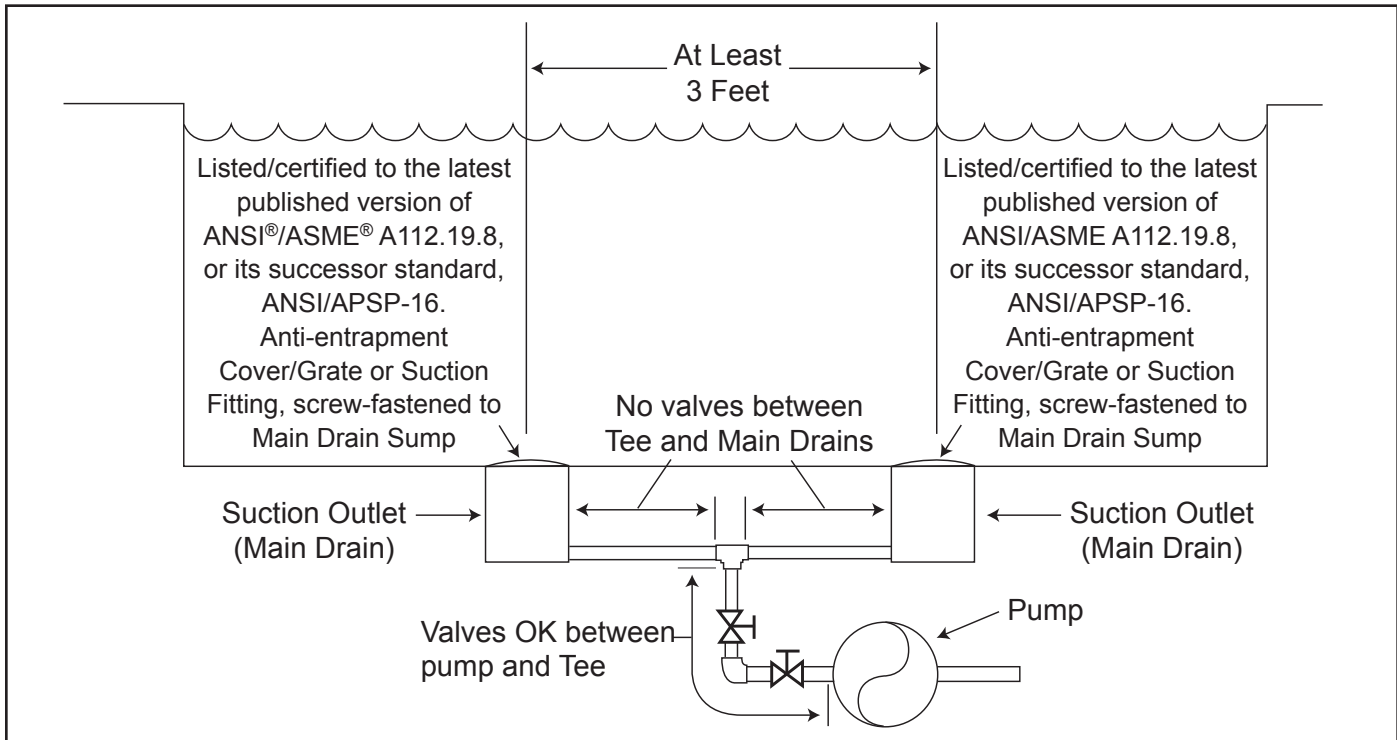 At Least
3 Feet
Listed/certified to the latest
published version of
ANSI®/ASME® A112.19.8,
or its successor standard,
ANSI/APSP-16.
Anti-entrapment
Cover/Grate or Suction
Fitting, screw-fastened to
Main Drain Sump
Listed/certified to the latest
published version of
ANSI/ASME A112.19.8,
or its successor standard,
ANSI/APSP-16.
Anti-entrapment
Cover/Grate or Suction
Fitting, screw-fastened to
Main Drain Sump
No valves between
Tee and Main Drains
Suction Outlet
(Main Drain)
Suction Outlet
(Main Drain)
Valves OK between
pump and Tee
Pump